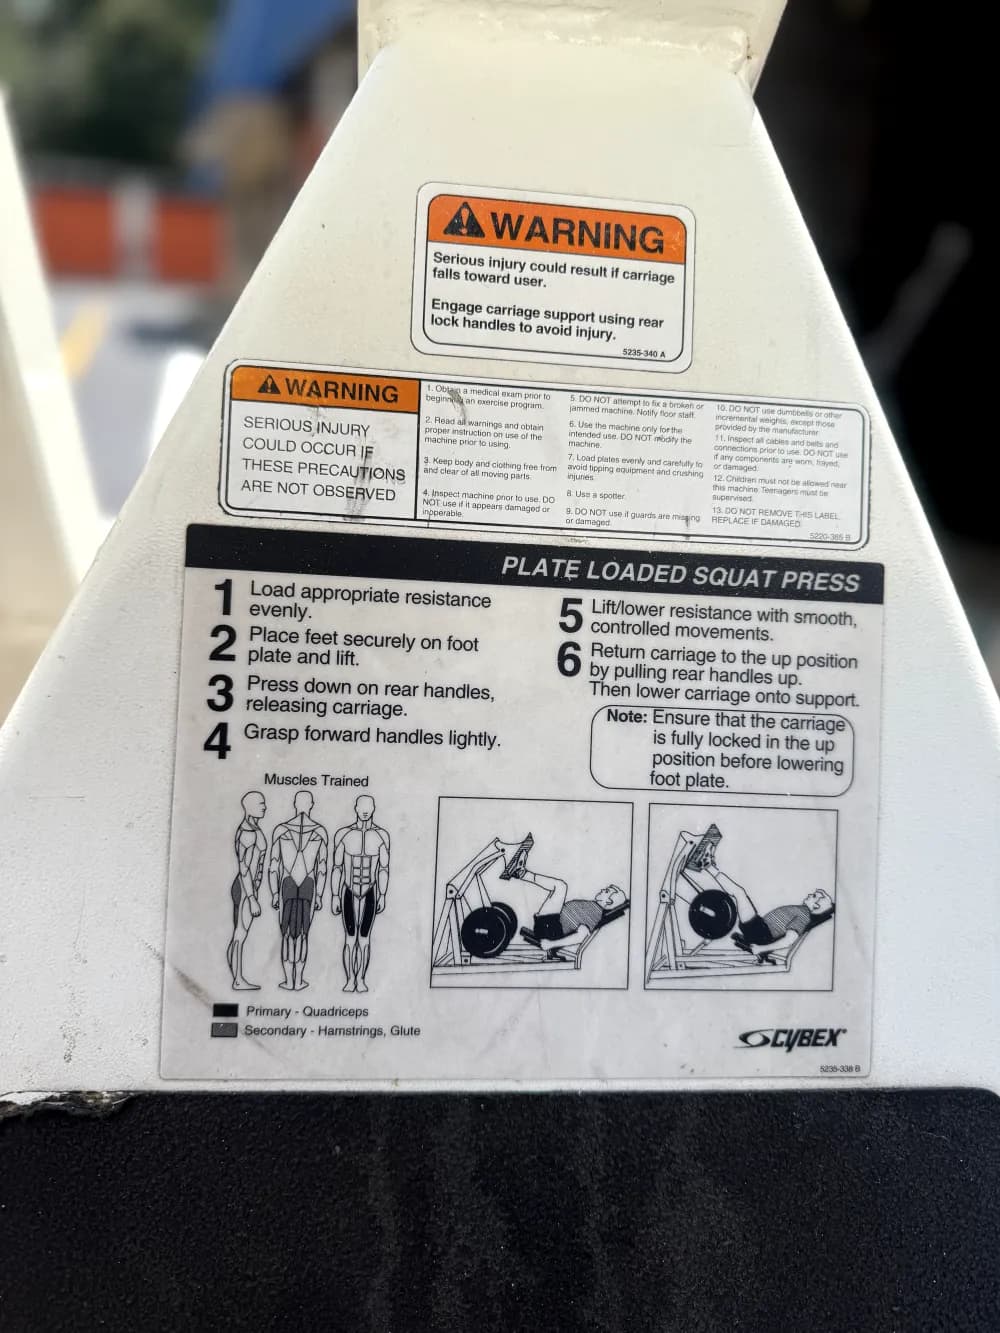 WARNING
Serious injury could result if carriage
falls toward user.
Engage carriage support using rear
lock handles to avoid injury.
5235-340 A
WARNING
SERIOUS INJURY
COULD OCCUR IF
THESE PRECAUTIONS
ARE NOT OBSERVED
1. Obtain a medical exam prior to
beginning an exercise program.
2. Read all warnings and obtain
proper instruction on use of the
machine prior to using.
3. Keep body and clothing free from
and clear of all moving parts.
4. Inspect machine prior to use. DO
NOT use if it appears damaged or
inoperable.
5. DO NOT attempt to fix a broken or
jammed machine. Notify floor staff.
6. Use the machine only for the
intended use. DO NOT modify the
machine.
7. Load plates evenly and carefully to
avoid tipping equipment and crushing
injuries.
8. Use a spotter.
9. DO NOT use if guards are missing
or damaged.
10. DO NOT use dumbbells or other
incremental weights, except those
provided by the manufacturer.
11. Inspect all cables and belts and
connections prior to use. DO NOT use
if any components are worn, frayed,
or damaged.
12. Children must not be allowed near
this machine. Teenagers must be
supervised.
13. DO NOT REMOVE THIS LABEL.
REPLACE IF DAMAGED.
5220-385 B
PLATE LOADED SQUAT PRESS
1 Load appropriate resistance
evenly.
2 Place feet securely on foot
plate and lift.
3 Press down on rear handles,
releasing carriage.
4 Grasp forward handles lightly.
5 Lift/lower resistance with smooth,
controlled movements.
6 Return carriage to the up position
by pulling rear handles up.
Then lower carriage onto support.
Note: Ensure that the carriage
is fully locked in the up
position before lowering
foot plate.
Muscles Trained
Primary - Quadriceps
Secondary - Hamstrings, Glute
CYBEX
5235-338 B